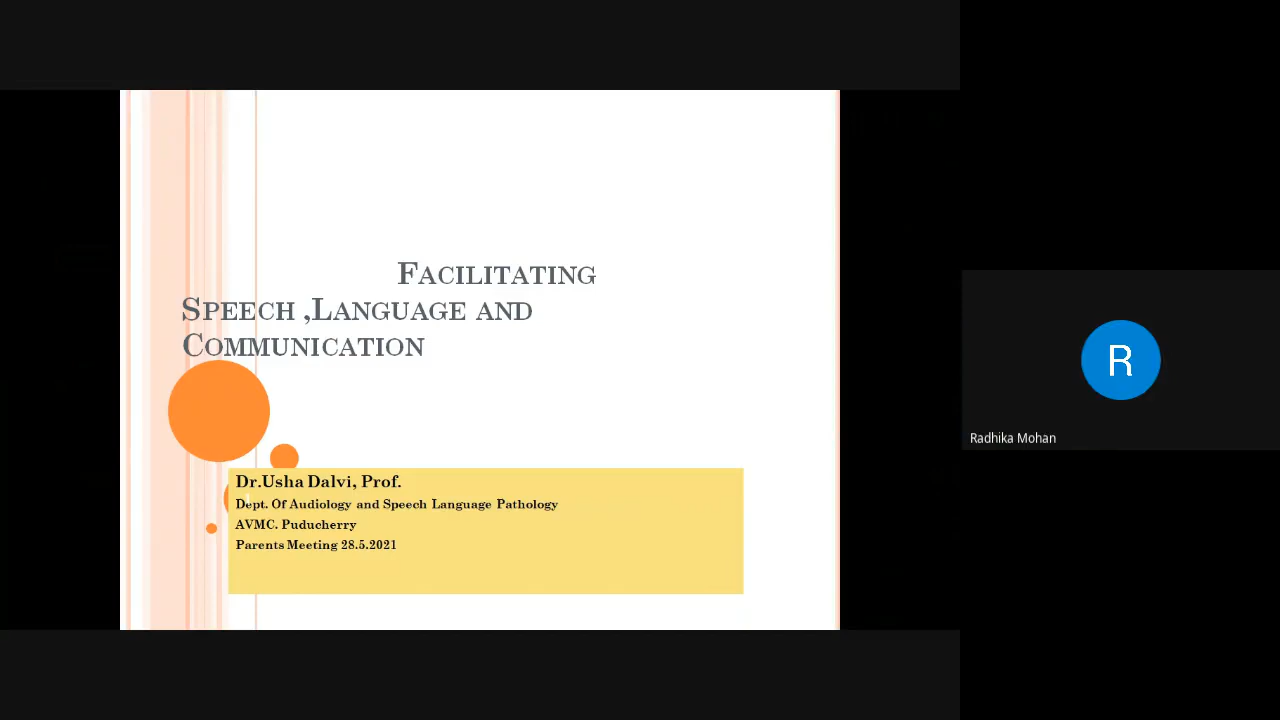 Facilitating
Speech ,Language and
Communication
Dr.Usha Dalvi, Prof.
Dept. Of Audiology and Speech Language Pathology
AVMC. Puducherry
Parents Meeting 28.5.2021
R
Radhika Mohan